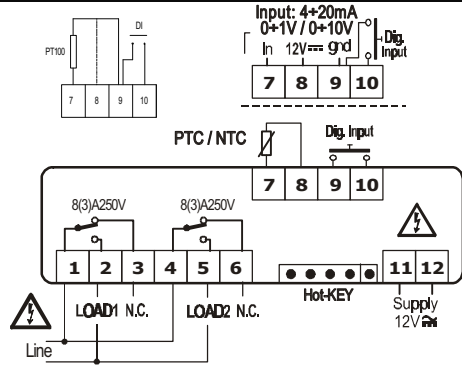 Input: 4÷20mA
0÷1V / 0÷10V
In 12V gnd
Dig.
Input
7 8 9 10
PT100
DI
7 8 9 10
PTC / NTC
Dig. Input
7 8 9 10
8(3)A250V 8(3)A250V
1 2 3 4 5 6 11 12
LOAD1 N.C. LOAD2 N.C.
Hot-KEY
Supply
12V
Line